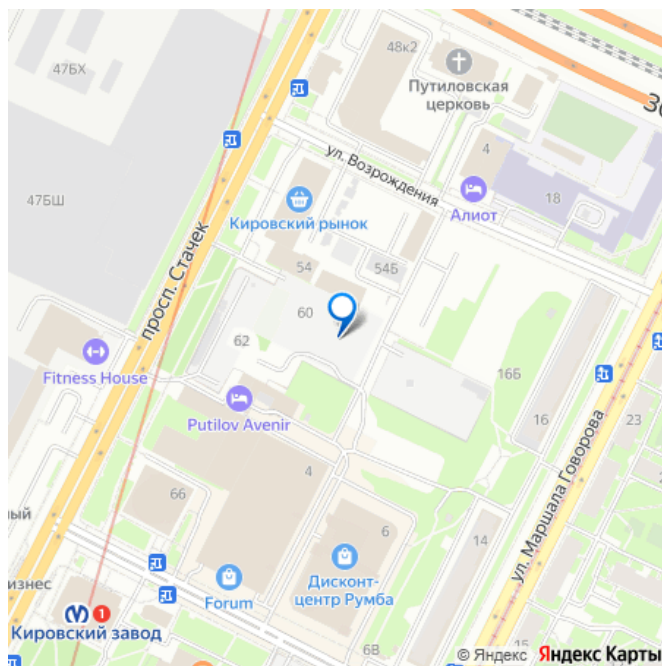 48к2
47БХ
Путиловская
церковь
4
ул. Возрождения
18
Алиот
47БШ
Кировский рынок
просп. Стачек
54
54Б
60
62
Fitness House
16Б
Putilov Avenir
16
23
ул. Маршала Говорова
4
66
6
14
ный
Дисконт-
центр Румба
Forum
изнес
1
Кировский завод
6В
15
© Яндекс Яндекс Карты